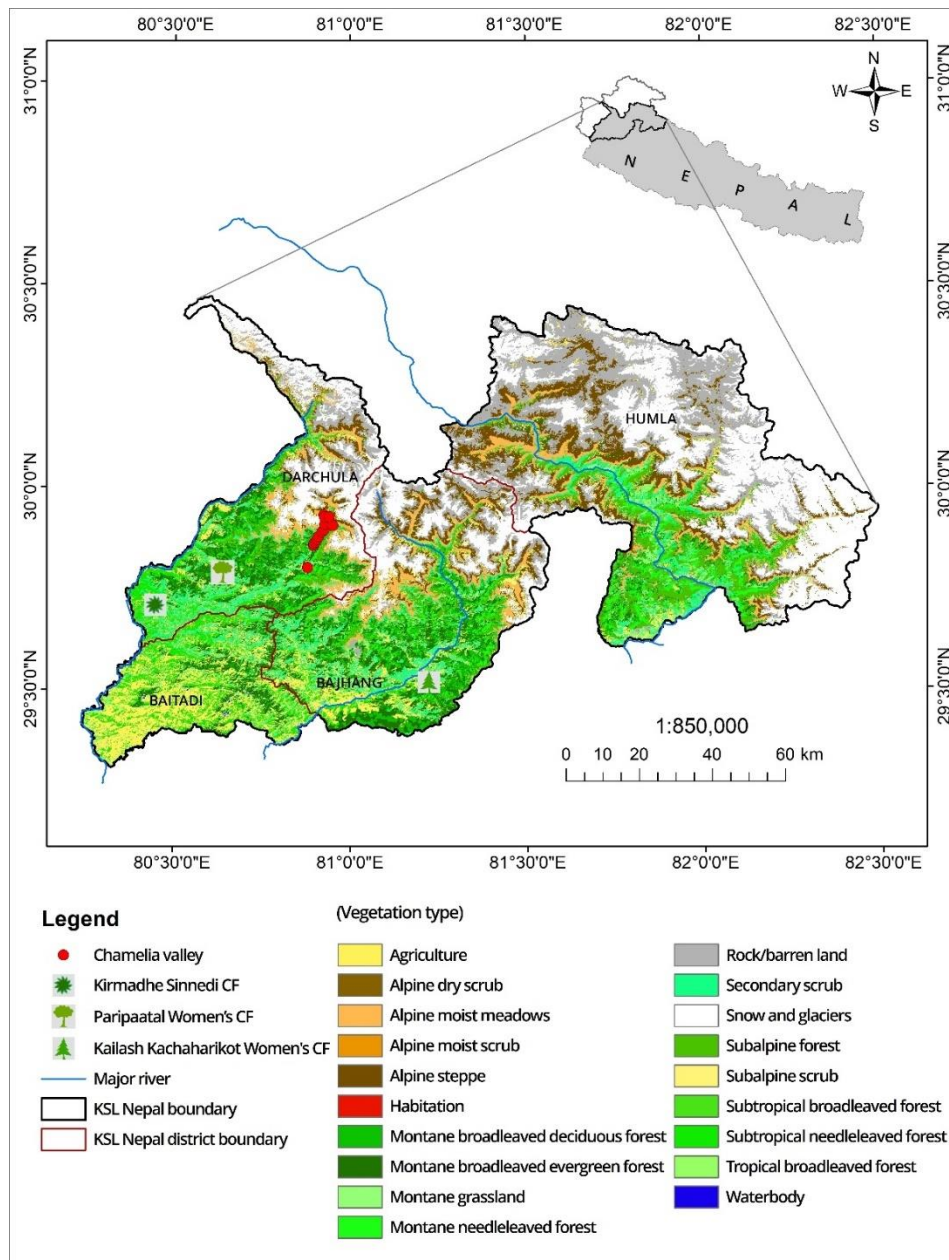 80°30'0"E 81°0'0"E 81°30'0"E 82°0'0"E 82°30'0"E
31°0'0"N
30°30'0"N
30°0'0"N
29°30'0"N
31°0'0"N
30°30'0"N
30°0'0"N
29°30'0"N
N
W E
S
N E P A L
HUMLA
DARCHULA
BAJHANG
BAITADI
1:850,000
0 10 20 40 60 km
80°30'0"E 81°0'0"E 81°30'0"E 82°0'0"E 82°30'0"E
Legend
Chamelia valley
Kirmadhe Sinnedi CF
Paripaatal Women's CF
Kailash Kachaharikot Women's CF
Major river
KSL Nepal boundary
KSL Nepal district boundary
(Vegetation type)
Agriculture
Alpine dry scrub
Alpine moist meadows
Alpine moist scrub
Alpine steppe
Habitation
Montane broadleaved deciduous forest
Montane broadleaved evergreen forest
Montane grassland
Montane needleleaved forest
Rock/barren land
Secondary scrub
Snow and glaciers
Subalpine forest
Subalpine scrub
Subtropical broadleaved forest
Subtropical needleleaved forest
Tropical broadleaved forest
Waterbody